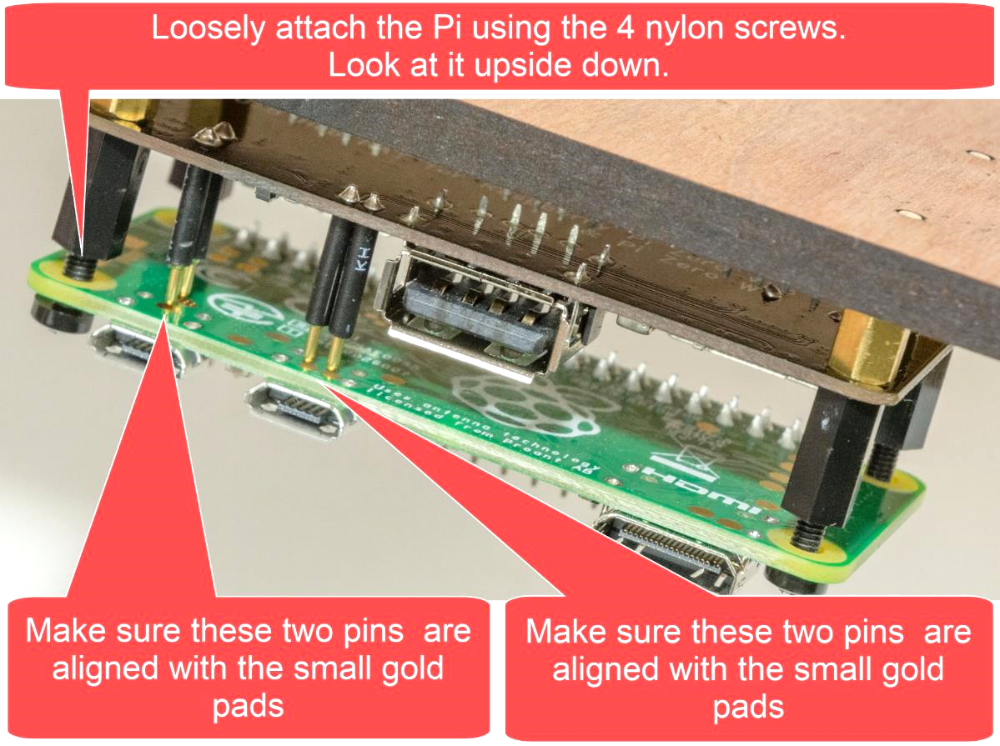 Loosely attach the Pi using the 4 nylon screws.
Look at it upside down.
KH
Zero W
Uses antenna technology
licensed from Proant AB
HDMI
Make sure these two pins are
aligned with the small gold
pads
Make sure these two pins are
aligned with the small gold
pads